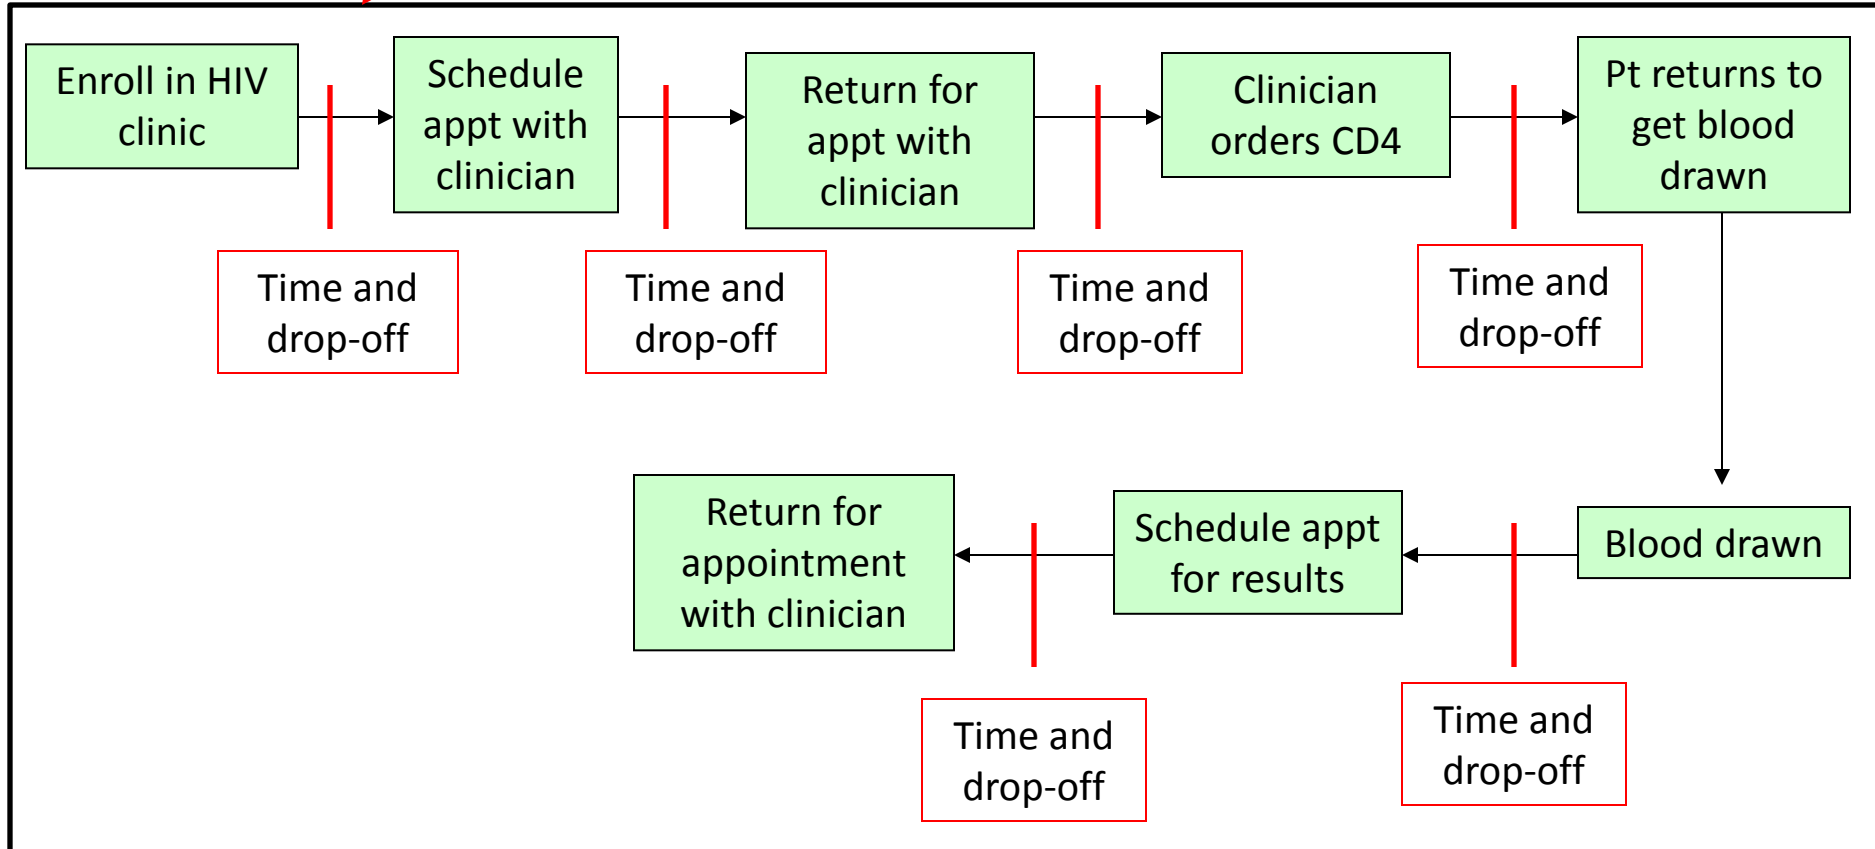 Enroll in HIV
clinic
Schedule
appt with
clinician
Return for
appt with
clinician
Clinician
orders CD4
Pt returns to
get blood
drawn
Time and
drop-off
Time and
drop-off
Time and
drop-off
Time and
drop-off
Return for
appointment
with clinician
Schedule appt
for results
Blood drawn
Time and
drop-off
Time and
drop-off